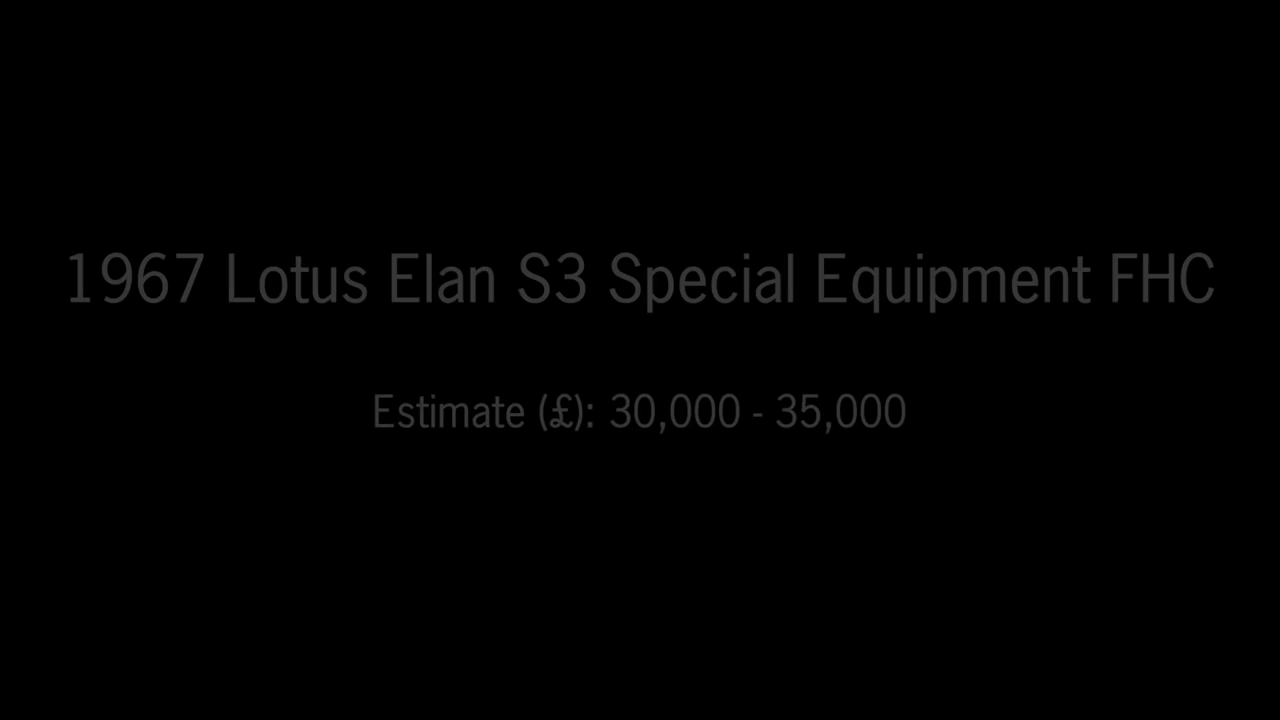 1967 Lotus Elan S3 Special Equipment FHC
Estimate (£): 30,000 - 35,000